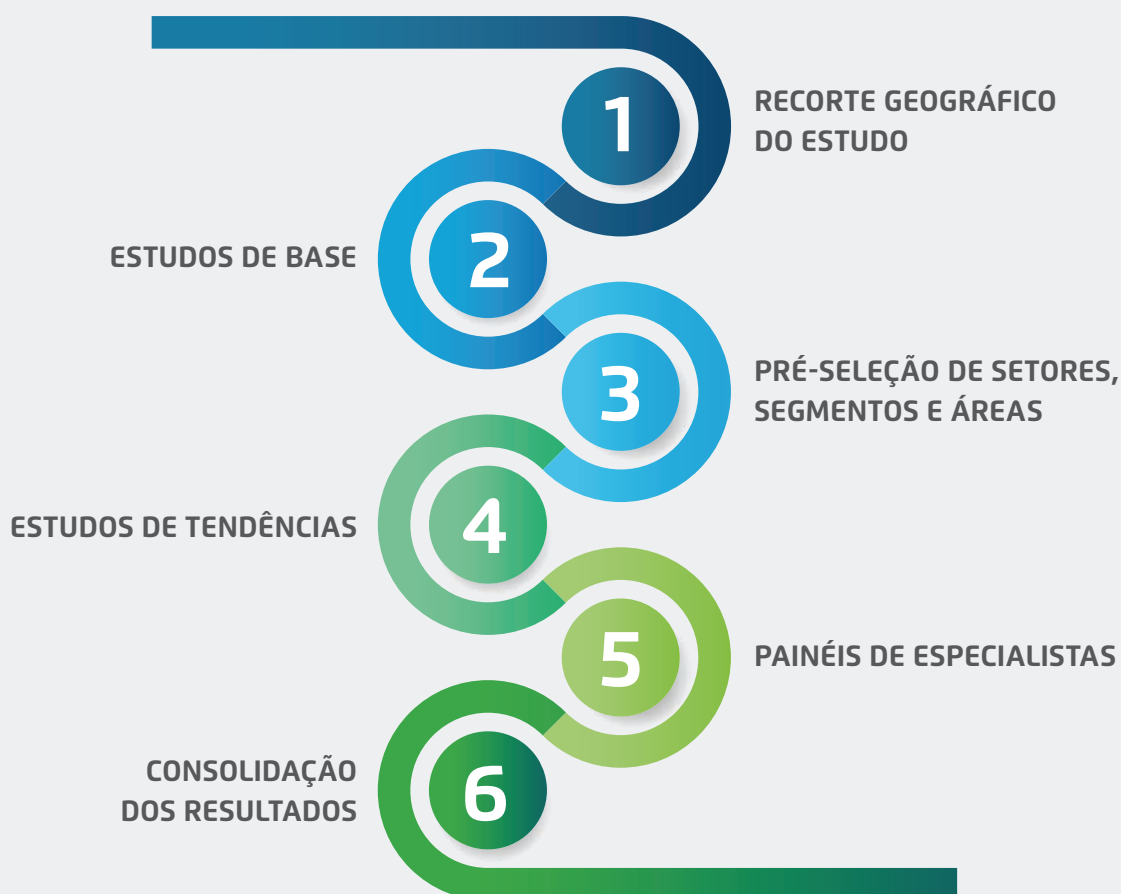 1
RECORTE GEOGRÁFICO
DO ESTUDO
2
ESTUDOS DE BASE
3
PRÉ-SELEÇÃO DE SETORES,
SEGMENTOS E ÁREAS
4
ESTUDOS DE TENDÊNCIAS
5
PAINÉIS DE ESPECIALISTAS
6
CONSOLIDAÇÃO
DOS RESULTADOS